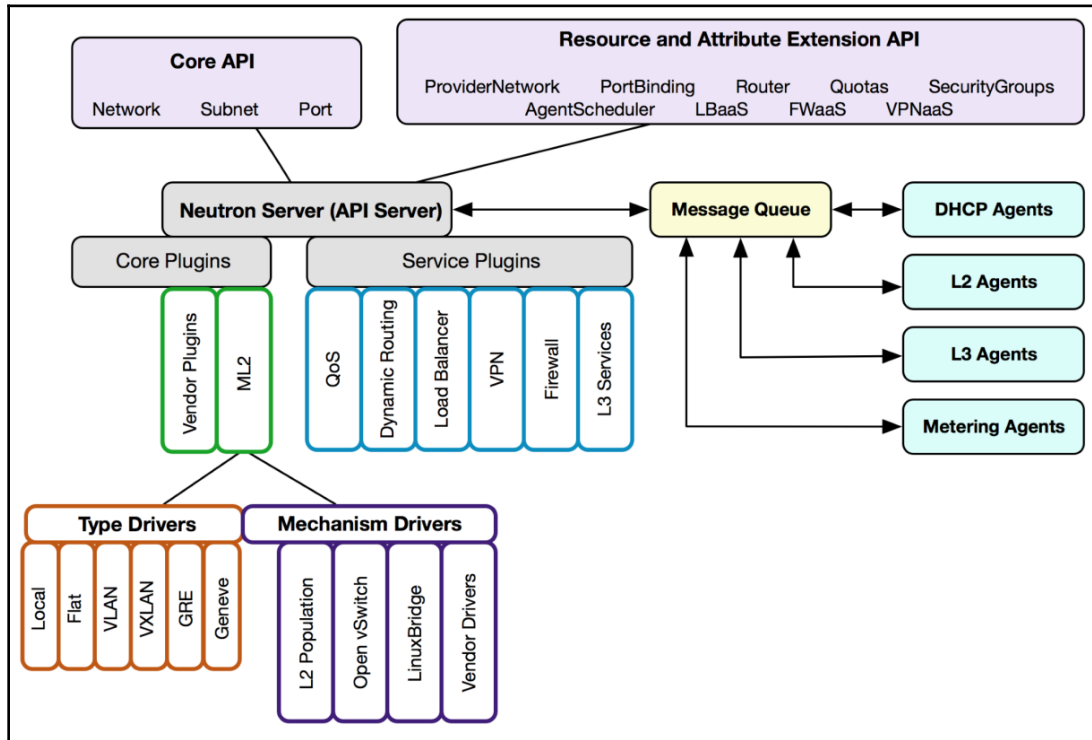 Core API
Network Subnet Port
Resource and Attribute Extension API
ProviderNetwork PortBinding Router Quotas SecurityGroups
AgentScheduler LBaaS FWaaS VPNaaS
Neutron Server (API Server)
Message Queue
DHCP Agents
Core Plugins
Service Plugins
L2 Agents
L3 Agents
Metering Agents
Vendor Plugins
ML2
QoS
Dynamic Routing
Load Balancer
VPN
Firewall
L3 Services
Type Drivers
Mechanism Drivers
Local
Flat
VLAN
VXLAN
GRE
Geneve
L2 Population
Open vSwitch
LinuxBridge
Vendor Drivers